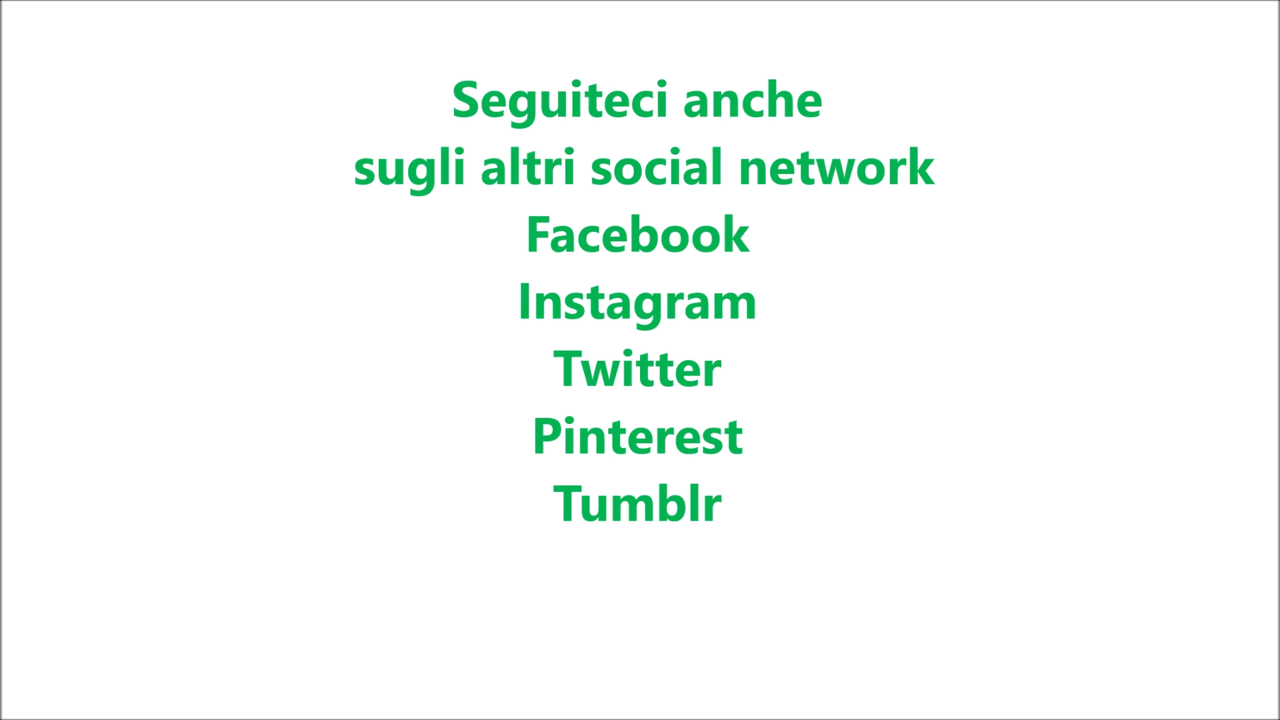 Seguiteci anche
sugli altri social network
Facebook
Instagram
Twitter
Pinterest
Tumblr